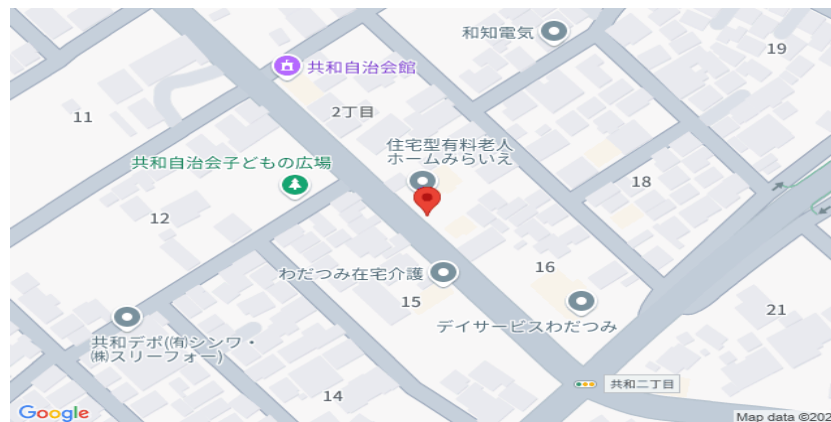 和知電気
19
共和自治会館
11
2丁目
住宅型有料老人
ホームみらいえ
共和自治会子どもの広場
18
12
わだつみ在宅介護
16
15
デイサービスわだつみ
21
共和デポ((有)シンワ・
(株)スリーフォー)
共和二丁目
14
Google
Map data ©202